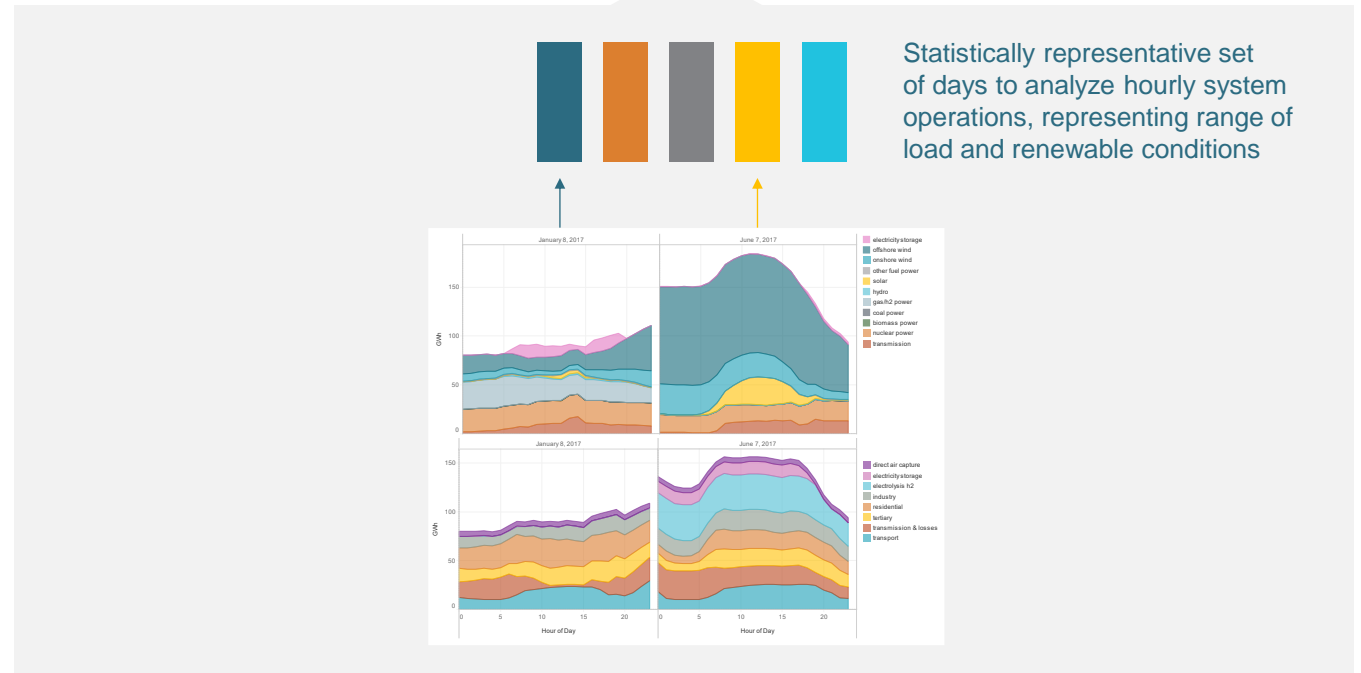 Statistically representative set
of days to analyze hourly system
operations, representing range of
load and renewable conditions
January 8, 2017
June 7, 2017
150
100
50
0
GWh
electricity storage
offshore wind
onshore wind
other fuel power
solar
hydro
gas/h2 power
coal power
biomass power
nuclear power
transmission
January 8, 2017
June 7, 2017
150
100
50
0
GWh
direct air capture
electricity storage
electrolysis h2
industry
residential
tertiary
transmission & losses
transport
0 5 10 15 20
0 5 10 15 20
Hour of Day
Hour of Day